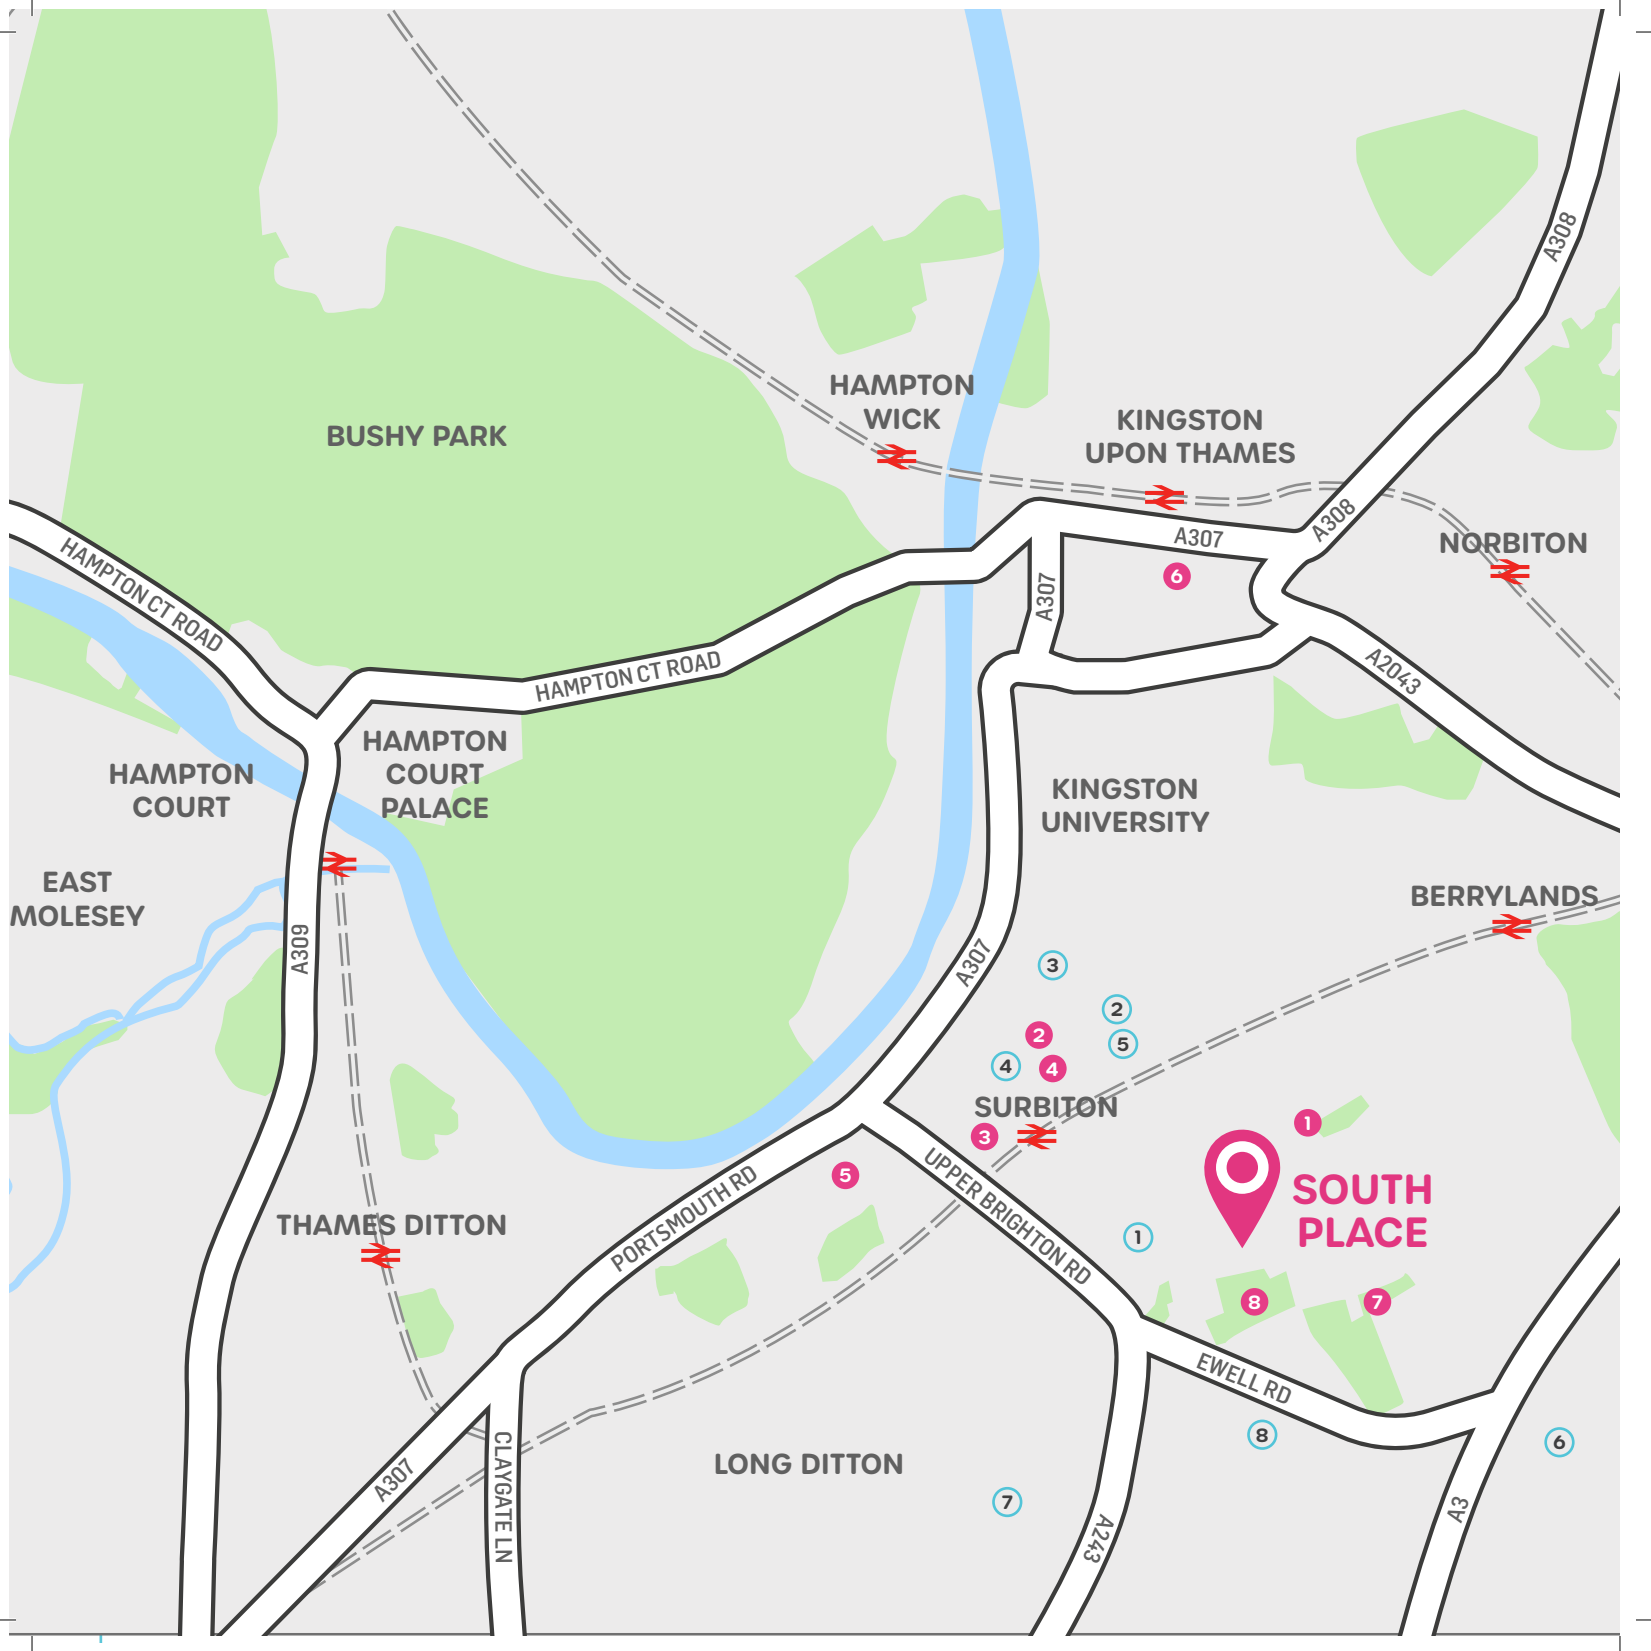 A308
HAMPTON
WICK
KINGSTON
UPON THAMES
BUSHY PARK
A308
A307
NORBITON
HAMPTON CT ROAD
6
A307
HAMPTON CT ROAD
A2043
HAMPTON
COURT
PALACE
HAMPTON
COURT
KINGSTON
UNIVERSITY
EAST
MOLESEY
BERRYLANDS
A309
A307
3
2
2
5
4
4
SURBITON
3
1
5
UPPER BRIGHTON RD
SOUTH
PLACE
PORTSMOUTH RD
THAMES DITTON
1
8
7
EWELL RD
8
6
LONG DITTON
A307
CLAYGATE LN
7
A243
A3